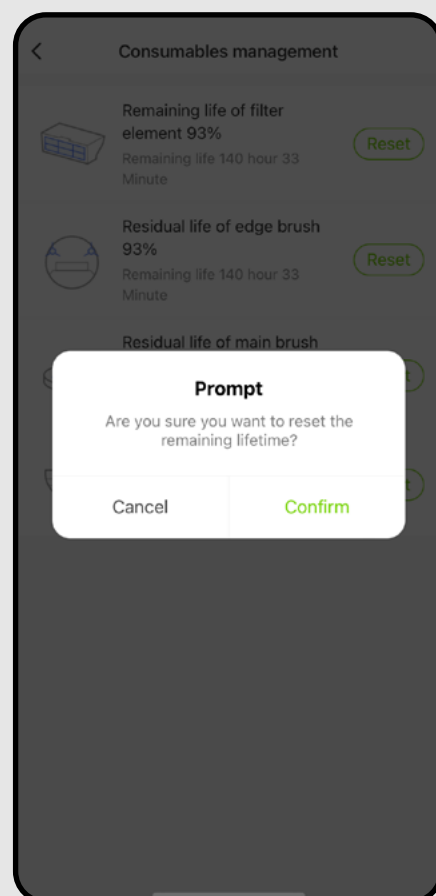 Consumables management
Remaining life of filter
element 93%
Reset
Remaining life 140 hour 33
Minute
Residual life of edge brush
93%
Reset
Remaining life 140 hour 33
Minute
Residual life of main brush
Prompt
Are you sure you want to reset the
remaining lifetime?
Cancel
Confirm